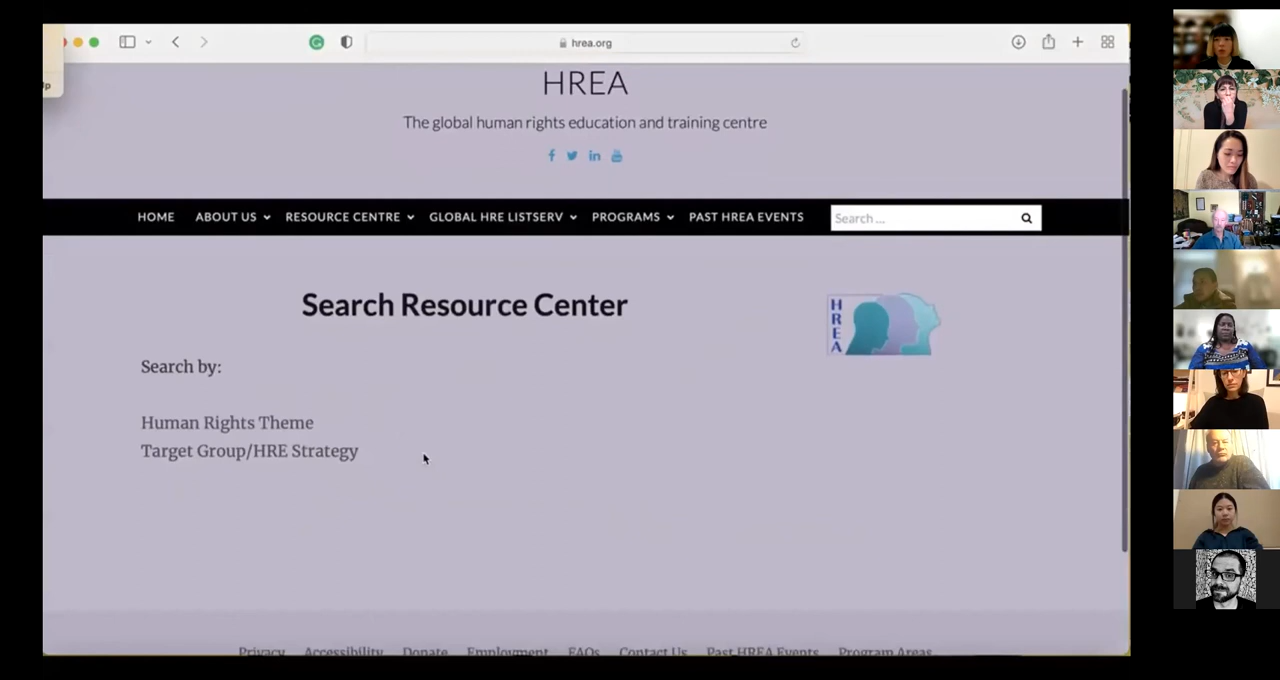 hrea.org
lp
HREA
The global human rights education and training centre
HOME ABOUT US RESOURCE CENTRE GLOBAL HRE LISTSERV PROGRAMS PAST HREA EVENTS Search ...
Search Resource Center
HREA
Search by:
Human Rights Theme
Target Group/HRE Strategy
Privacy Accessibility Donate Employment FAQs Contact Us Past HREA Events Program Areas